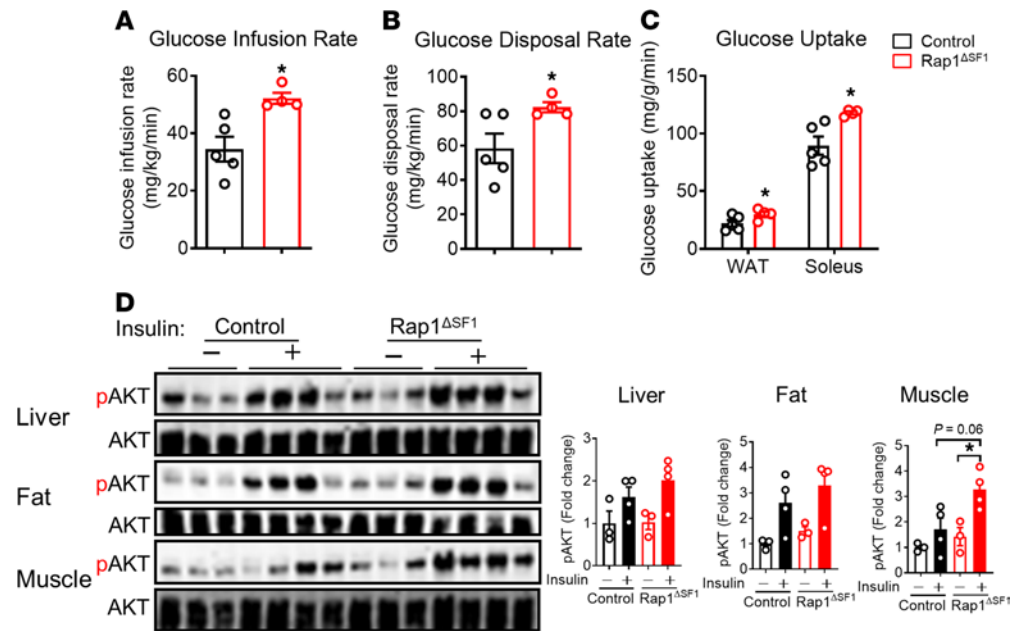 A
Glucose Infusion Rate
Glucose infusion rate
(mg/kg/min)
60
40
20
0
*
B
Glucose Disposal Rate
Glucose disposal rate
(mg/kg/min)
100
80
60
40
20
0
*
C
Glucose Uptake
Glucose uptake (mg/g/min)
150
100
50
0
*
*
WAT
Soleus
Control
Rap1ΔSF1
D
Insulin:
Control
Rap1ΔSF1
− + − +
Liver
pAKT
AKT
Fat
pAKT
AKT
Muscle
pAKT
AKT
Liver
pAKT (Fold change)
3
2
1
0
Insulin − + − +
Control Rap1ΔSF1
Fat
pAKT (Fold change)
5
4
3
2
1
0
Insulin − + − +
Control Rap1ΔSF1
Muscle
P = 0.06
*
pAKT (Fold change)
5
4
3
2
1
0
Insulin − + − +
Control Rap1ΔSF1